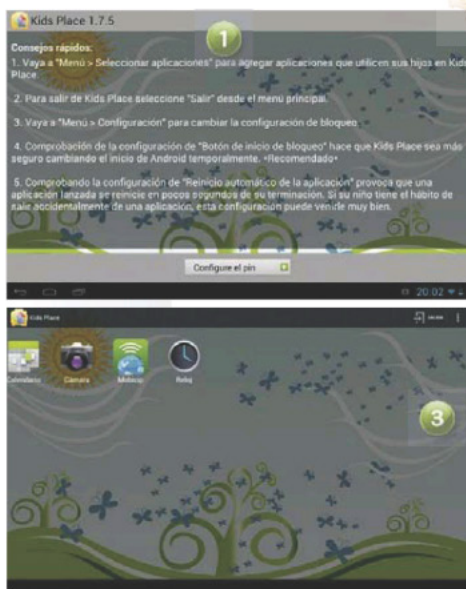 Kids Place 1.7.5
1
Consejos rápidos:
1. Vaya a "Menú > Seleccionar aplicaciones" para agregar aplicaciones que utilicen sus hijos en Kids
Place.
2. Para salir de Kids Place seleccione "Salir" desde el menú principal.
3. Vaya a "Menú > Configuración" para cambiar la configuración de bloqueo.
4. Comprobación de la configuración de "Botón de inicio de bloqueo" hace que Kids Place sea más
seguro cambiando el inicio de Android temporalmente. *Recomendado*
5. Comprobando la configuración de "Reinicio automático de la aplicación" provoca que una
aplicación lanzada se reinicie en pocos segundos de su terminación. Si su niño tiene el hábito de
salir accidentalmente de una aplicación, esta configuración puede venirle muy bien.
Configure el pin
20:02
Kids Place
Calendario Cámara Reloj
3